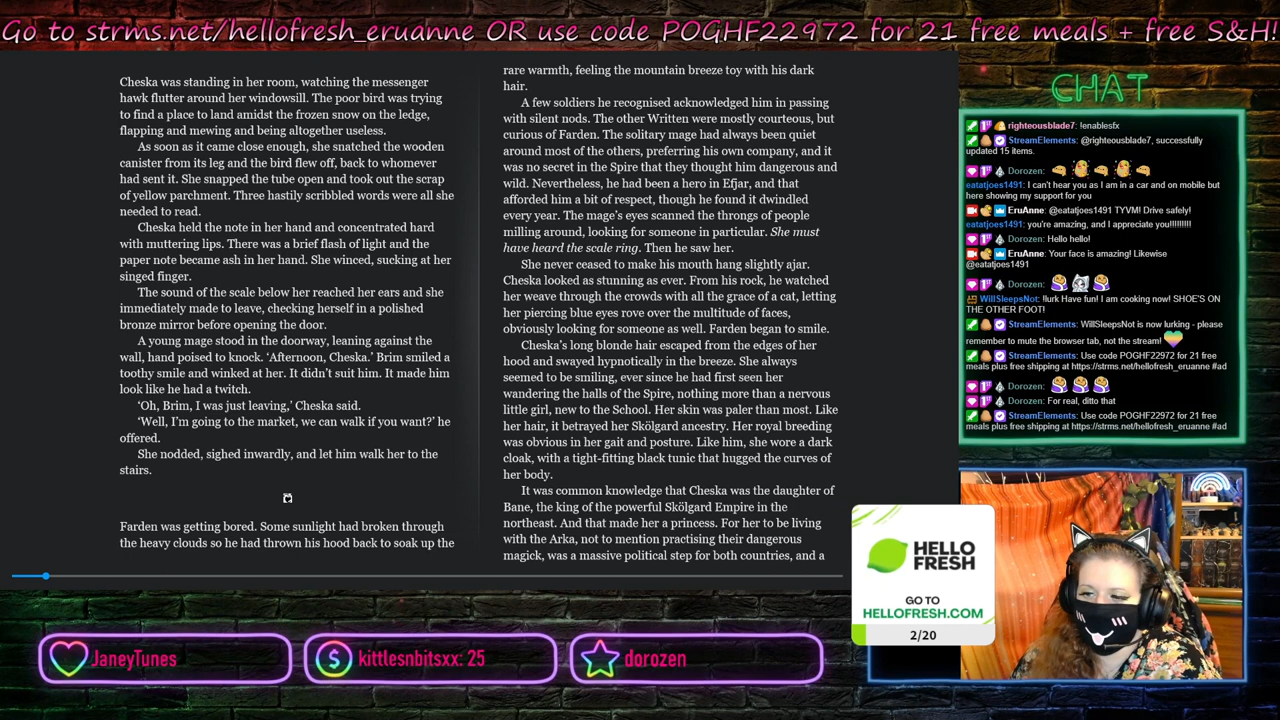 Go to strms.net/hellofresh_eruanne OR use code POGHF22972 for 21 free meals + free S&H!
Cheska was standing in her room, watching the messenger
hawk flutter around her windowsill. The poor bird was trying
to find a place to land amidst the frozen snow on the ledge,
flapping and mewing and being altogether useless.
As soon as it came close enough, she snatched the wooden
canister from its leg and the bird flew off, back to whomever
had sent it. She snapped the tube open and took out the scrap
of yellow parchment. Three hastily scribbled words were all she
needed to read.
Cheska held the note in her hand and concentrated hard
with muttering lips. There was a brief flash of light and the
paper note became ash in her hand. She winced, sucking at her
singed finger.
The sound of the scale below her reached her ears and she
immediately made to leave, checking herself in a polished
bronze mirror before opening the door.
A young mage stood in the doorway, leaning against the
wall, hand poised to knock. ‘Afternoon, Cheska.’ Brim smiled a
toothy smile and winked at her. It didn’t suit him. It made him
look like he had a twitch.
‘Oh, Brim, I was just leaving,’ Cheska said.
‘Well, I’m going to the market, we can walk if you want?’ he
offered.
She nodded, sighed inwardly, and let him walk her to the
stairs.
Farden was getting bored. Some sunlight had broken through
the heavy clouds so he had thrown his hood back to soak up the
rare warmth, feeling the mountain breeze toy with his dark
hair.
A few soldiers he recognised acknowledged him in passing
with silent nods. The other Written were mostly courteous, but
curious of Farden. The solitary mage had always been quiet
around most of the others, preferring his own company, and it
was no secret in the Spire that they thought him dangerous and
wild. Nevertheless, he had been a hero in Efjar, and that
afforded him a bit of respect, though he found it dwindled
every year. The mage’s eyes scanned the throngs of people
milling around, looking for someone in particular. She must
have heard the scale ring. Then he saw her.
She never ceased to make his mouth hang slightly ajar.
Cheska looked as stunning as ever. From his rock, he watched
her weave through the crowds with all the grace of a cat, letting
her piercing blue eyes rove over the multitude of faces,
obviously looking for someone as well. Farden began to smile.
Cheska’s long blonde hair escaped from the edges of her
hood and swayed hypnotically in the breeze. She always
seemed to be smiling, ever since he had first seen her
wandering the halls of the Spire, nothing more than a nervous
little girl, new to the School. Her skin was paler than most. Like
her hair, it betrayed her Skölgard ancestry. Her royal breeding
was obvious in her gait and posture. Like him, she wore a dark
cloak, with a tight-fitting black tunic that hugged the curves of
her body.
It was common knowledge that Cheska was the daughter of
Bane, the king of the powerful Skölgard Empire in the
northeast. And that made her a princess. For her to be living
with the Arka, not to mention practising their dangerous
magick, was a massive political step for both countries, and a
CHAT
righteousblade7: !enablesfx
StreamElements: @righteousblade7, successfully
updated 15 items.
Dorozen:
eatatjoes1491: I can't hear you as I am in a car and on mobile but
here showing my support for you
EruAnne: @eatatjoes1491 TYVM! Drive safely!
eatatjoes1491: you're amazing, and I appreciate you!!!!!!!!!
Dorozen: Hello hello!
EruAnne: Your face is amazing! Likewise
@eatatjoes1491
Dorozen:
WillSleepsNot: !lurk Have fun! I am cooking now! SHOE'S ON
THE OTHER FOOT!
StreamElements: WillSleepsNot is now lurking - please
remember to mute the browser tab, not the stream!
StreamElements: Use code POGHF22972 for 21 free
meals plus free shipping at https://strms.net/hellofresh_eruanne #ad
Dorozen:
Dorozen: For real, ditto that
StreamElements: Use code POGHF22972 for 21 free
meals plus free shipping at https://strms.net/hellofresh_eruanne #ad
HELLO
FRESH
GO TO
HELLOFRESH.COM
2/20
JaneyTunes
kittlesnbitsxx: 25
dorozen